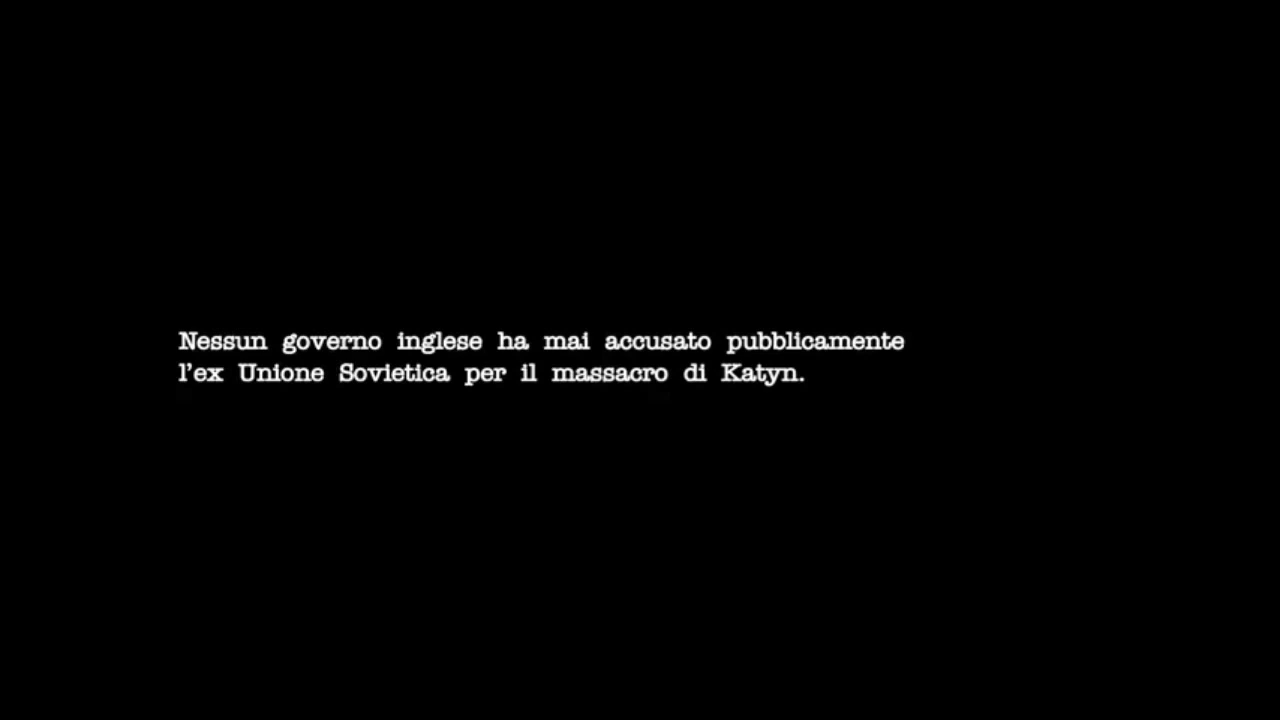 Nessun governo inglese ha mai accusato pubblicamente
l'ex Unione Sovietica per il massacro di Katyn.